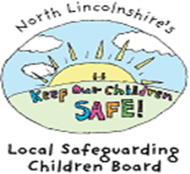 North Lincolnshire's
Keep Our Children
SAFE!
Local Safeguarding
Children Board